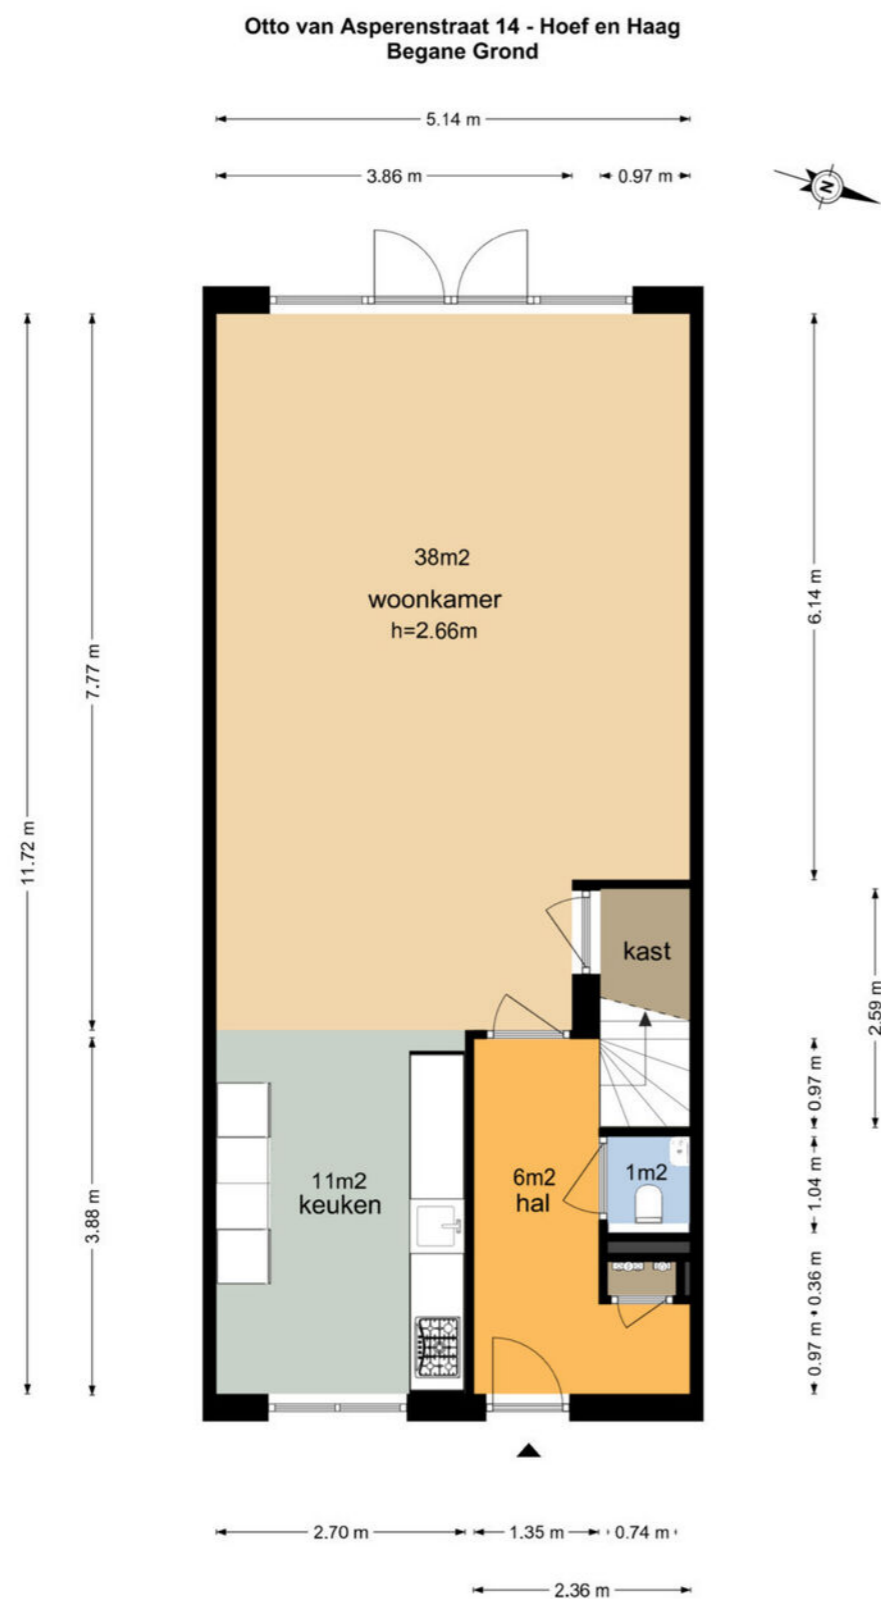 Otto van Asperenstraat 14 - Hoef en Haag
Begane Grond
5.14 m
3.86 m
0.97 m
N
38m2
woonkamer
h=2.66m
6.14 m
7.77 m
11.72 m
kast
2.59 m
0.97 m
11m2
keuken
6m2
hal
1m2
1.04 m
3.88 m
0.36 m
0.97 m
2.70 m
1.35 m
0.74 m
2.36 m